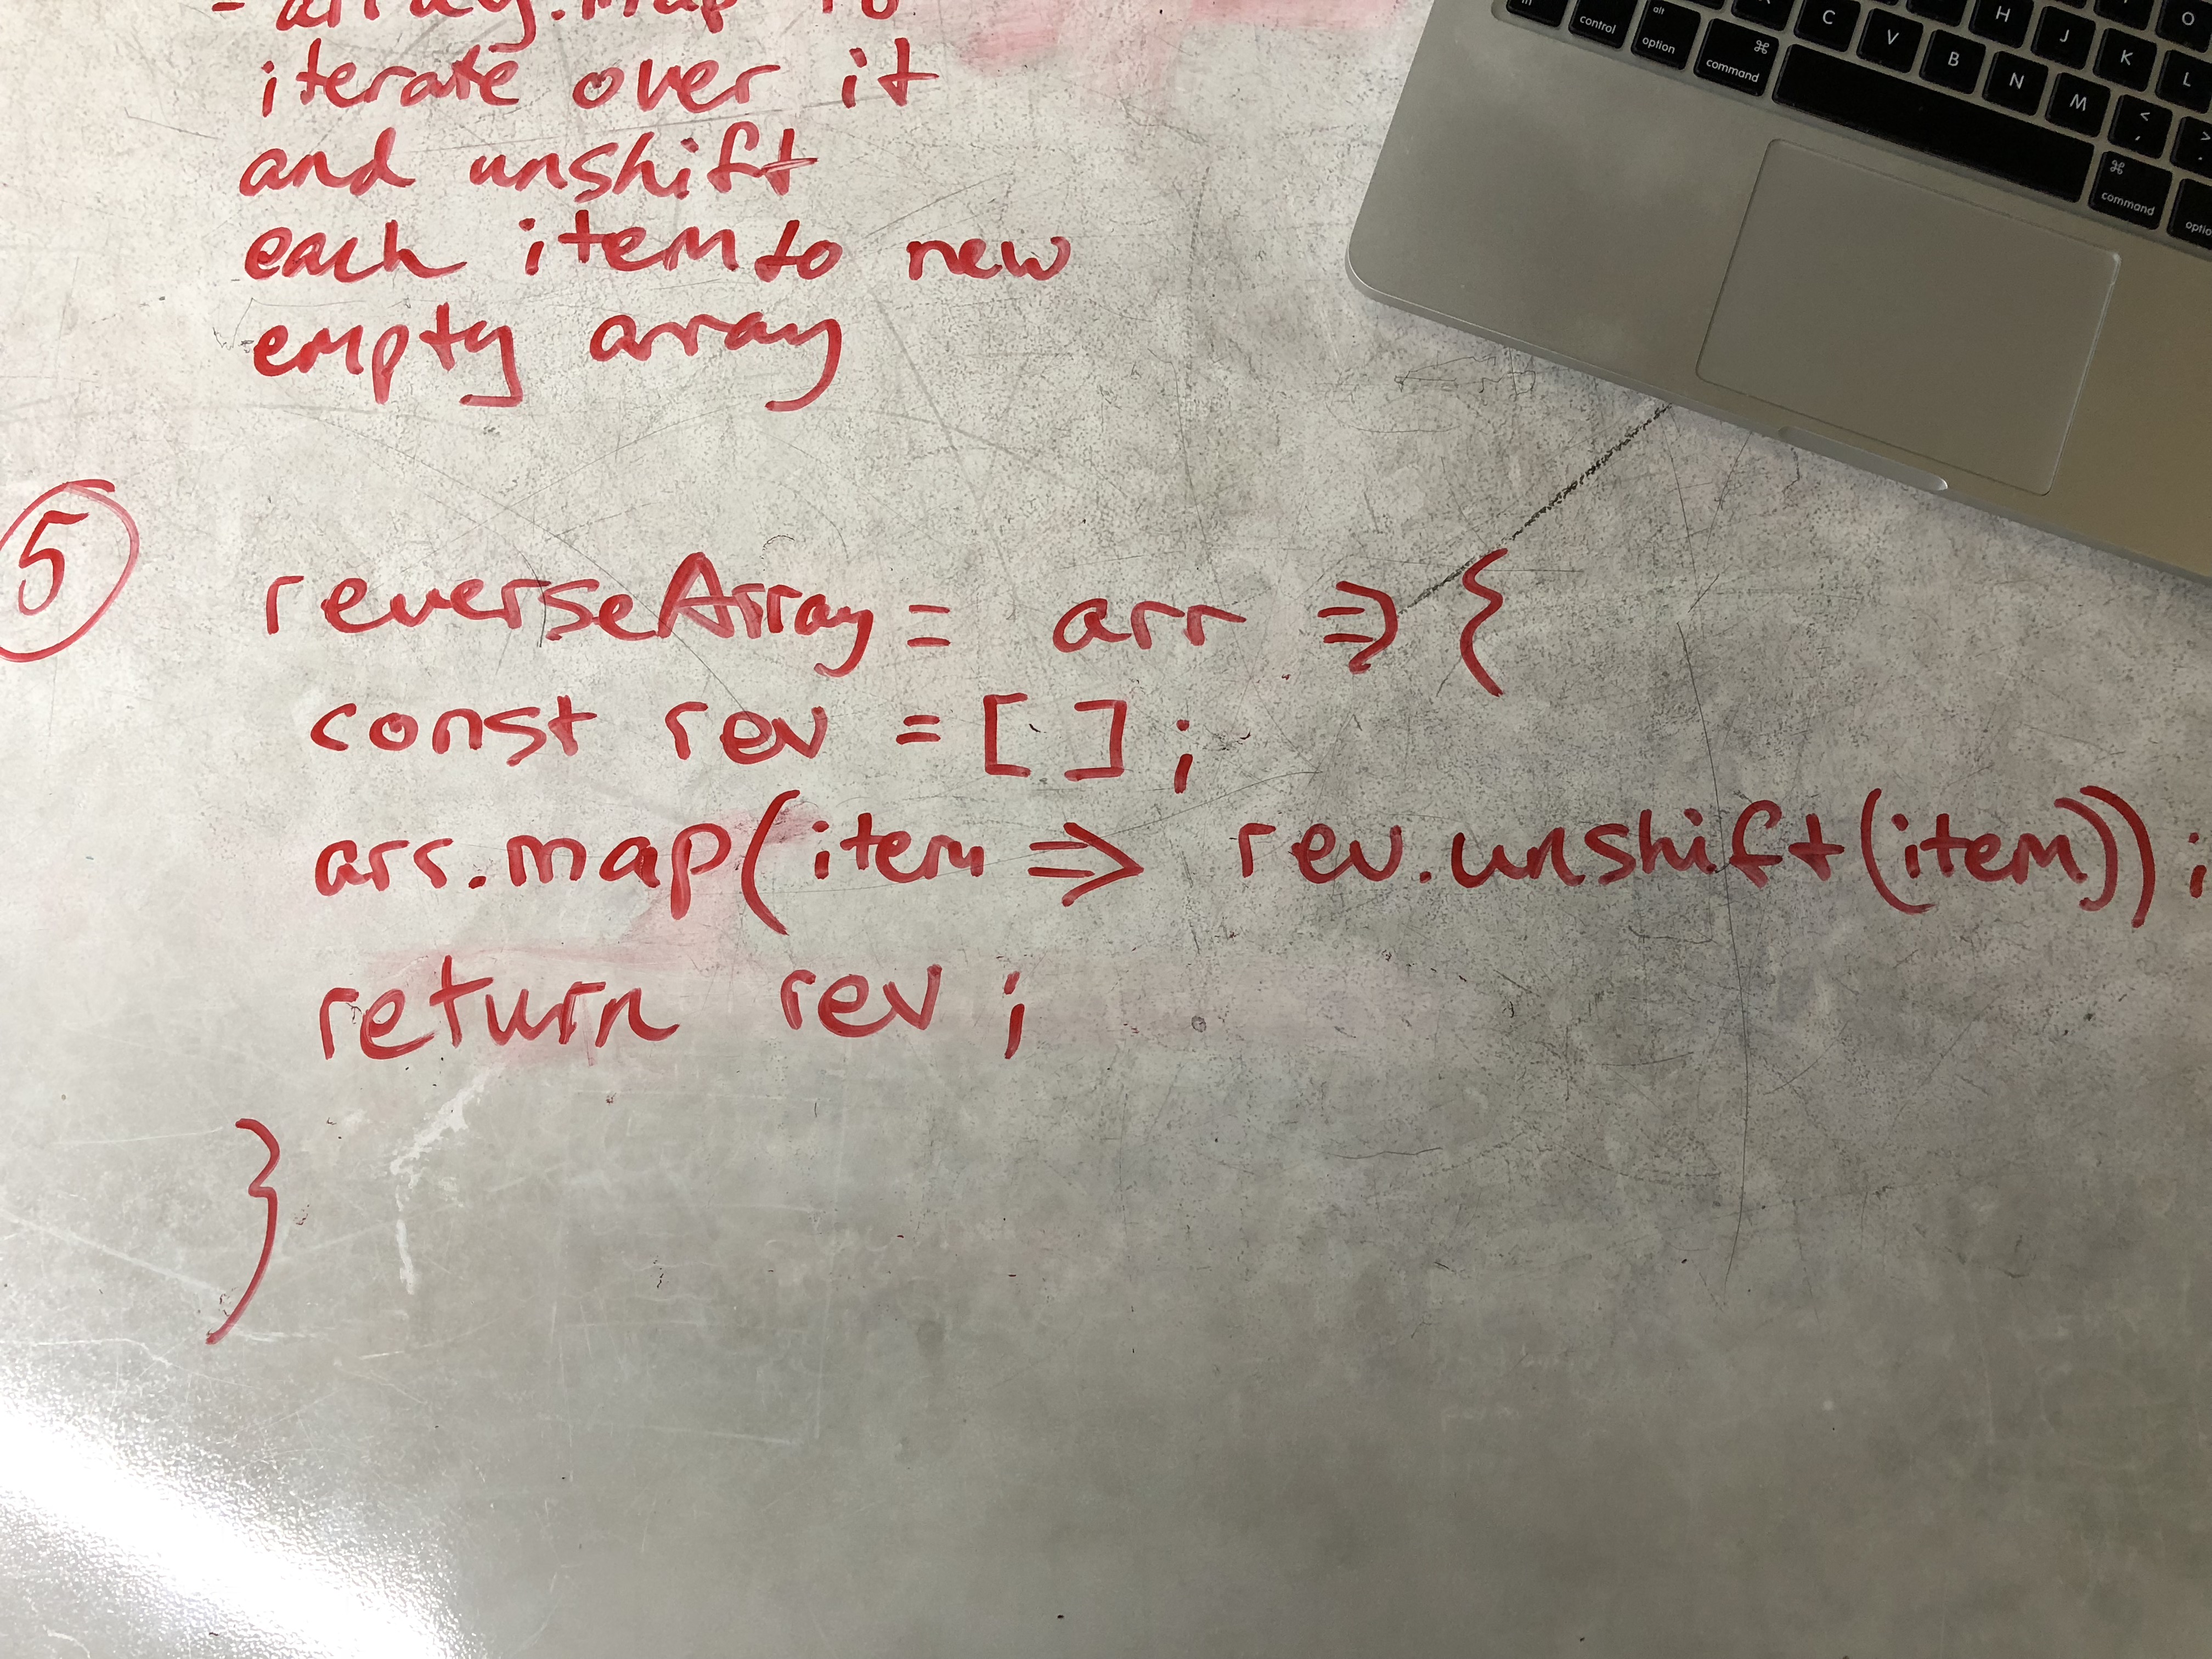 - array.map to
iterate over it
and unshift
each item to new
empty array
5
reverseArray = arr => {
const rev = [ ] ;
arr.map(item => rev.unshift(item)) ;
return rev ;
}
control
alt
option
⌘
command
C
V
B
N
M
<
,
H
J
K
L
O
⌘
command